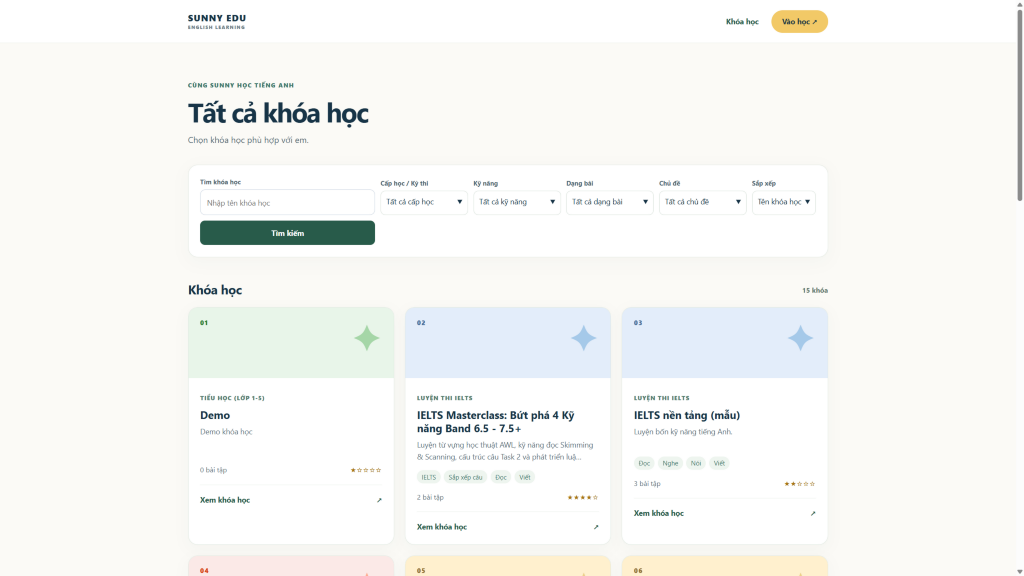 SUNNY EDU
ENGLISH LEARNING
Khóa học
Vào học ↗
CÙNG SUNNY HỌC TIẾNG ANH
Tất cả khóa học
Chọn khóa học phù hợp với em.
Tìm khóa học
Nhập tên khóa học
Cấp học / Kỳ thi
Tất cả cấp học
Kỹ năng
Tất cả kỹ năng
Dạng bài
Tất cả dạng bài
Chủ đề
Tất cả chủ đề
Sắp xếp
Tên khóa học
Tìm kiếm
Khóa học
15 khóa
01
TIỂU HỌC (LỚP 1-5)
Demo
Demo khóa học
0 bài tập
★☆☆☆☆
Xem khóa học ↗
02
LUYỆN THI IELTS
IELTS Masterclass: Bứt phá 4 Kỹ
năng Band 6.5 - 7.5+
Luyện từ vựng học thuật AWL, kỹ năng đọc Skimming
& Scanning, cấu trúc câu Task 2 và phát triển luậ...
IELTS
Sắp xếp câu
Đọc
Viết
2 bài tập
★★★★☆
Xem khóa học ↗
03
LUYỆN THI IELTS
IELTS nền tảng (mẫu)
Luyện bốn kỹ năng tiếng Anh.
Đọc
Nghe
Nói
Viết
3 bài tập
★★☆☆☆
Xem khóa học ↗
04
05
06